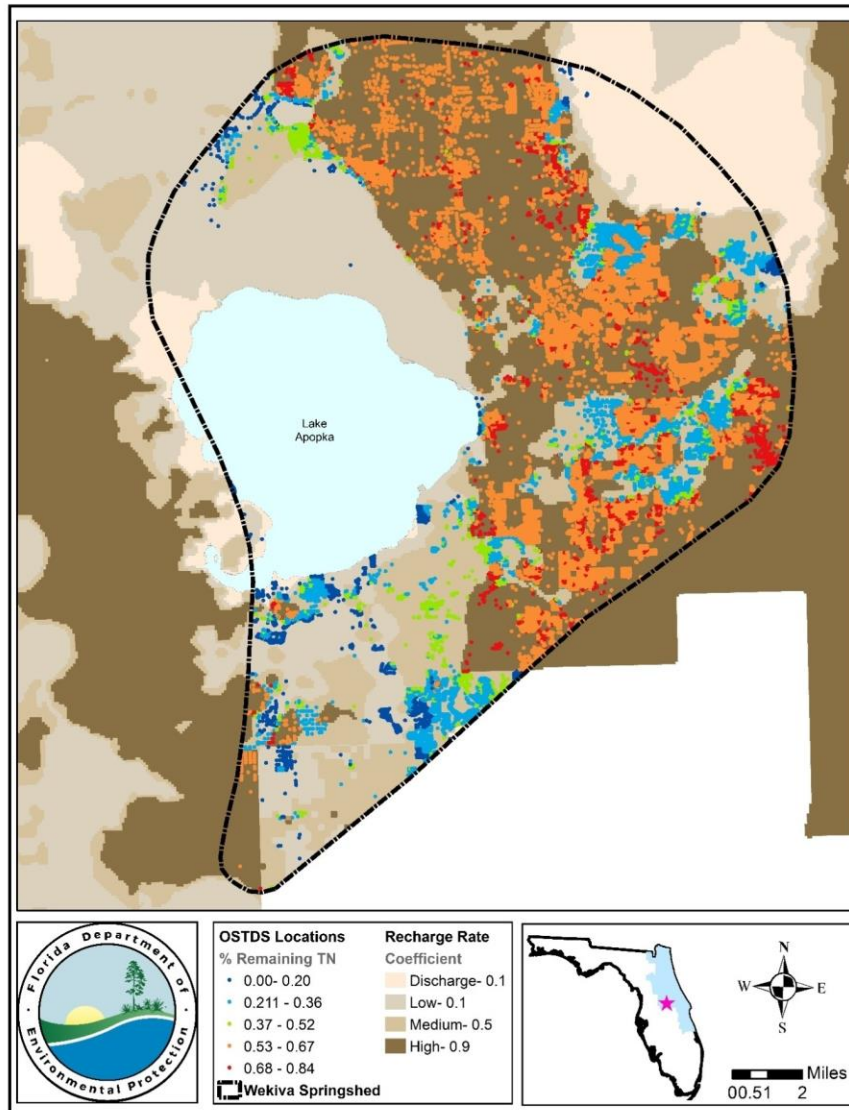 Lake
Apopka
Florida Department of
Environmental Protection
OSTDS Locations
% Remaining TN
0.00- 0.20
0.211 - 0.36
0.37 - 0.52
0.53 - 0.67
0.68 - 0.84
Wekiva Springshed
Recharge Rate
Coefficient
Discharge- 0.1
Low- 0.1
Medium- 0.5
High- 0.9
N
W
E
S
Miles
00.51 2